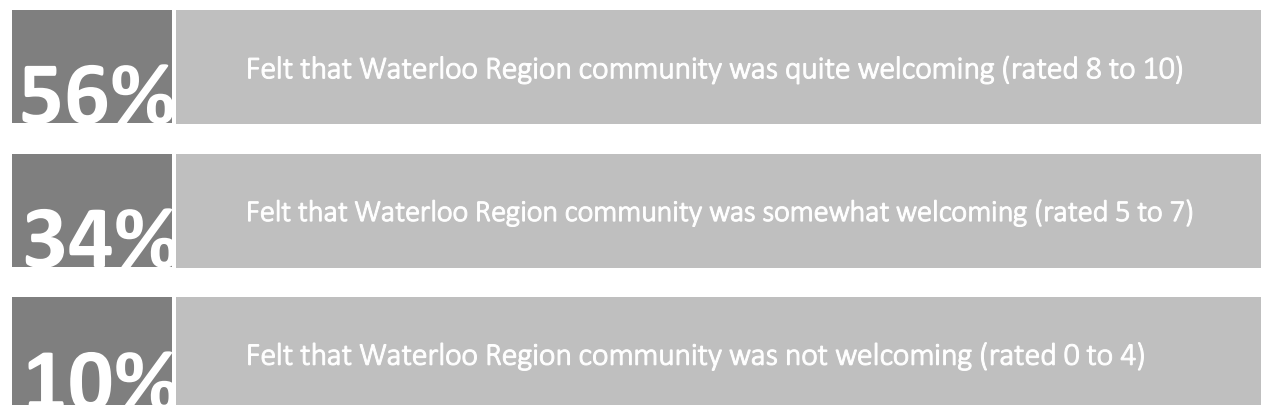 56% Felt that Waterloo Region community was quite welcoming (rated 8 to 10)
34% Felt that Waterloo Region community was somewhat welcoming (rated 5 to 7)
10% Felt that Waterloo Region community was not welcoming (rated 0 to 4)